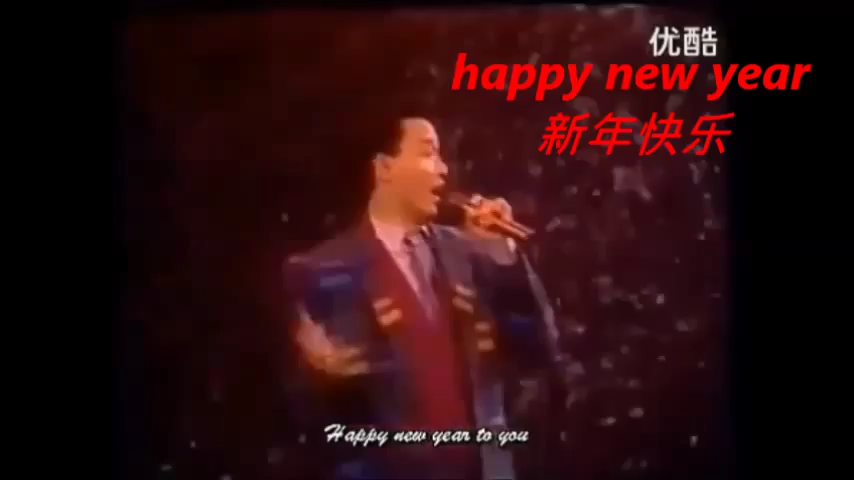 优酷
happy new year
新年快乐
Happy new year to you